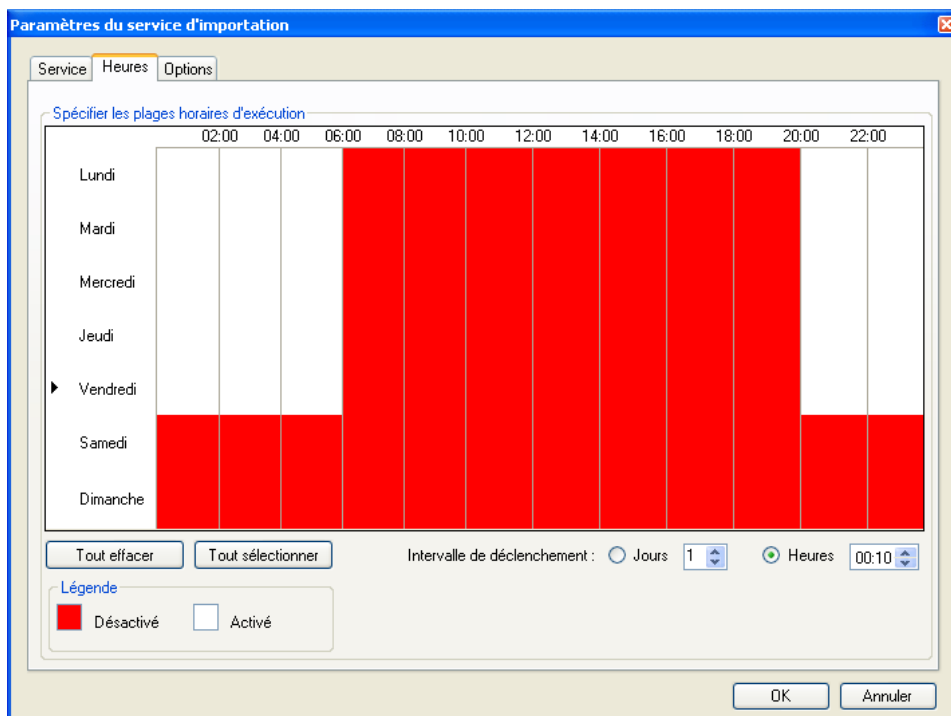 Paramètres du service d'importation
Service Heures Options
Spécifier les plages horaires d'exécution
02:00 04:00 06:00 08:00 10:00 12:00 14:00 16:00 18:00 20:00 22:00
Lundi
Mardi
Mercredi
Jeudi
Vendredi
Samedi
Dimanche
Tout effacer Tout sélectionner Intervalle de déclenchement : Jours 1 Heures 00:10
Légende
Désactivé Activé
OK Annuler